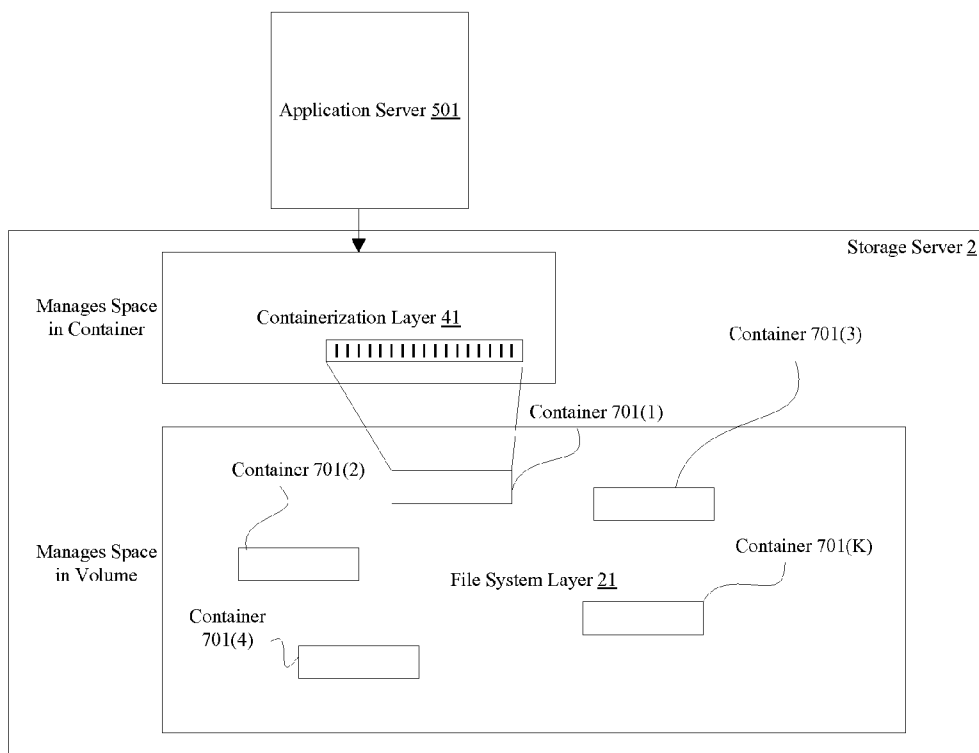 Application Server 501
Storage Server 2
Manages Space
in Container
Containerization Layer 41
Container 701(3)
Container 701(1)
Container 701(2)
Manages Space
in Volume
Container 701(K)
File System Layer 21
Container
701(4)